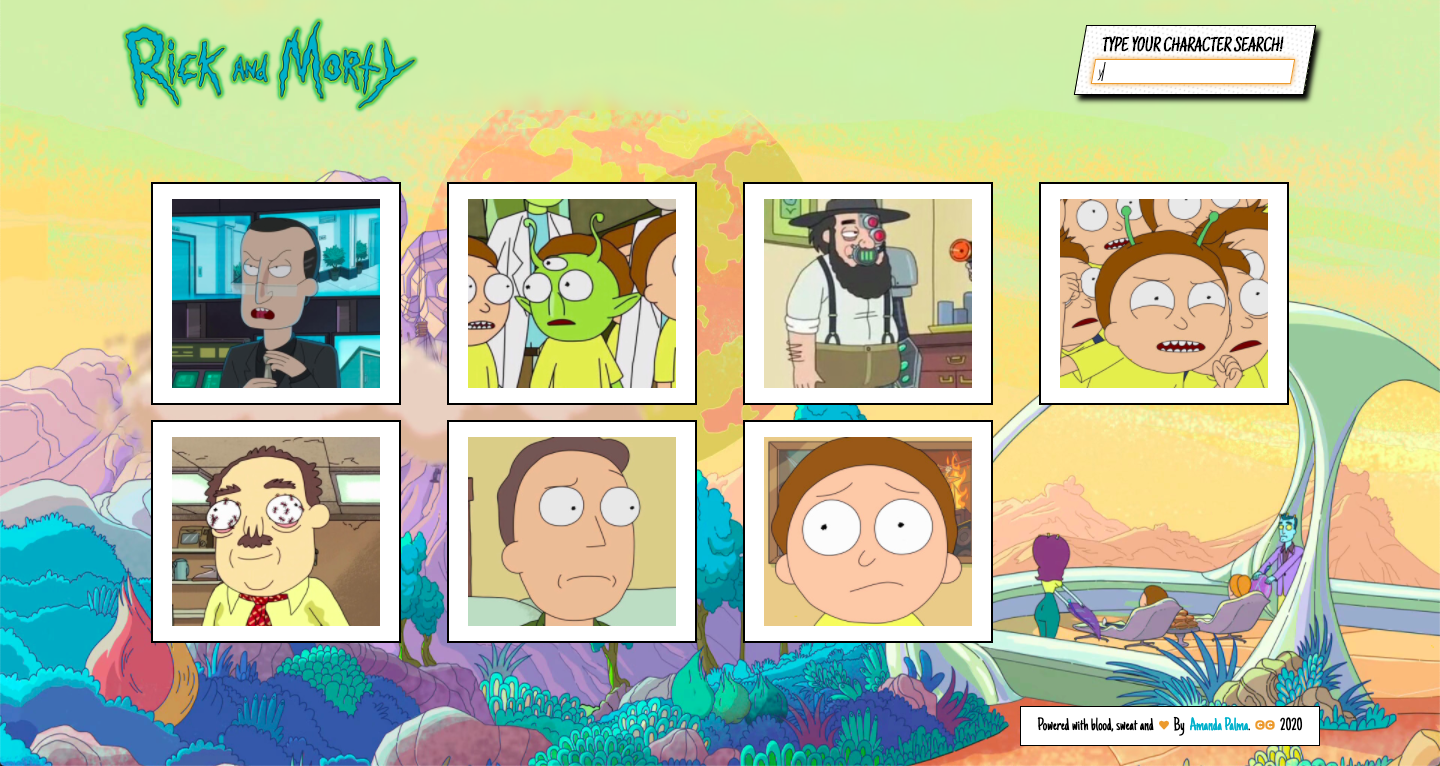 Rick and Morty
TYPE YOUR CHARACTER SEARCH!
y
Powered with blood, sweat and ❤ By Amanda Palma. 2020